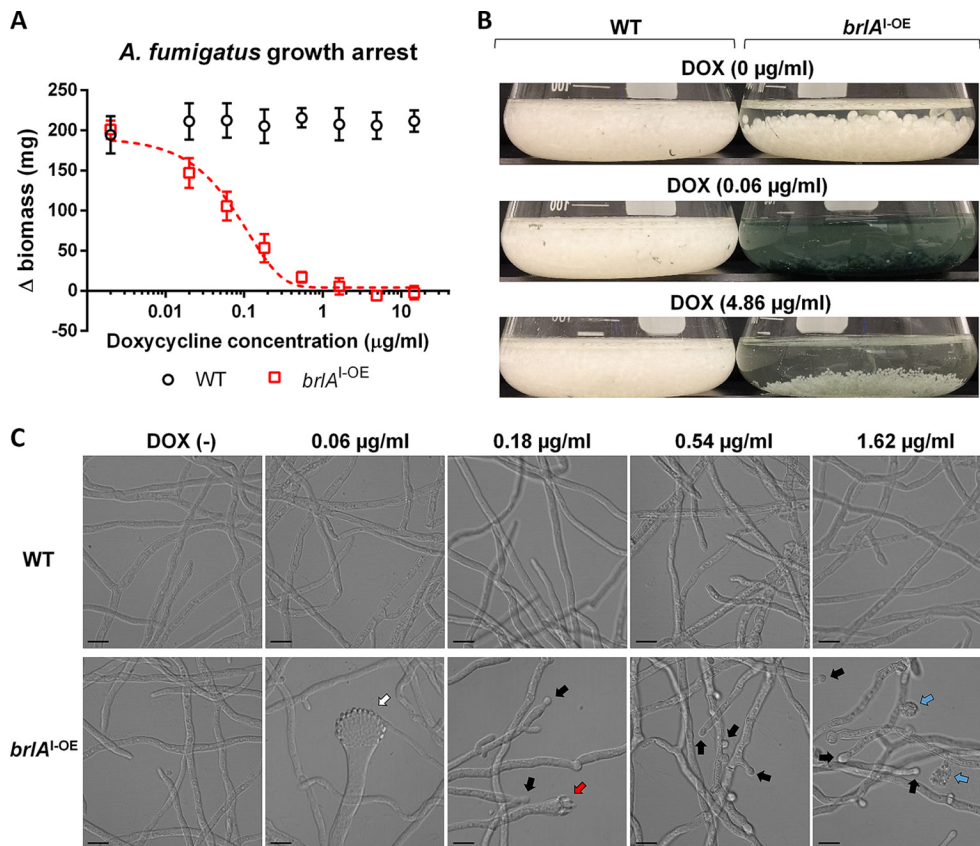 A
A. fumigatus growth arrest
250
200
150
100
50
0
-50
Δ biomass (mg)
0.01 0.1 1 10
Doxycycline concentration (μg/ml)
WT brlA^I-OE
B
WT brlA^I-OE
DOX (0 µg/ml)
100
DOX (0.06 µg/ml)
100
DOX (4.86 µg/ml)
100
C
DOX (-) 0.06 µg/ml 0.18 µg/ml 0.54 µg/ml 1.62 µg/ml
WT
brlA^I-OE